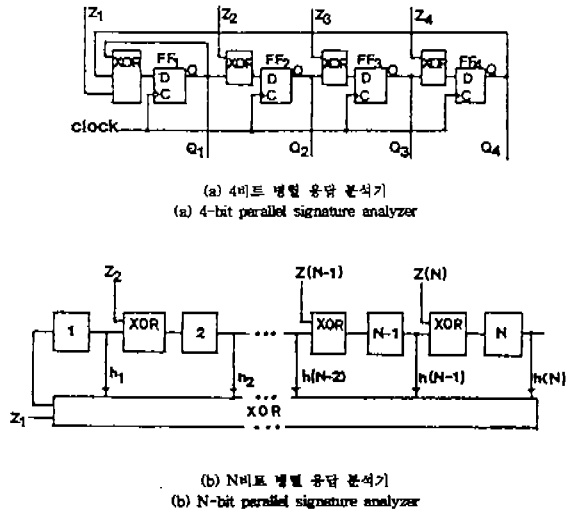 Z1 Z2 Z3 Z4
XOR FF1 Q XOR FF2 Q XOR FF3 Q XOR FF4 Q
D D D D
C C C C
clock
Q1 Q2 Q3 Q4
(a) 4비트 병렬 응답 분석기
(a) 4-bit parallel signature analyzer
Z2 Z(N-1) Z(N)
1 XOR 2 ... XOR N-1 XOR N
h1 h2 h(N-2) h(N-1) h(N)
...
Z1 XOR
...
(b) N비트 병렬 응답 분석기
(b) N-bit parallel signature analyzer